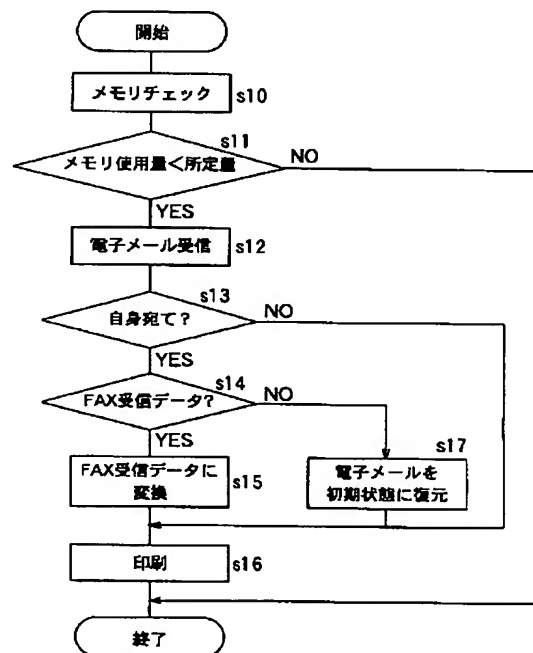 開始
メモリチェック
s10
s11
メモリ使用量<所定量
NO
YES
電子メール受信
s12
s13
自身宛て?
NO
YES
s14
FAX受信データ?
NO
YES
s17
FAX受信データに
変換
s15
電子メールを
初期状態に復元
印刷
s16
終了